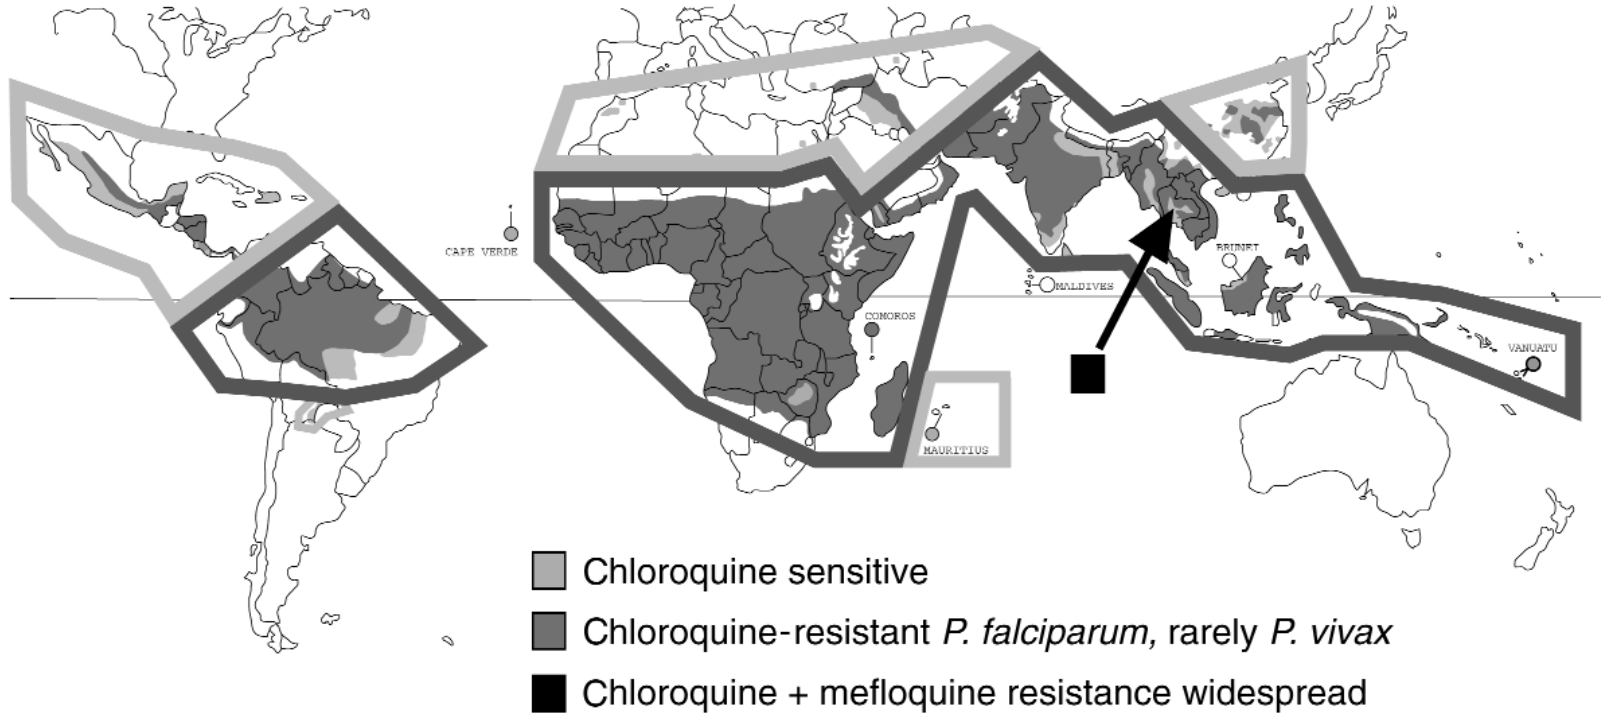 CAPE VERDE
BRUNEI
MALDIVES
COMOROS
VANUATU
MAURITIUS
Chloroquine sensitive
Chloroquine-resistant P. falciparum, rarely P. vivax
Chloroquine + mefloquine resistance widespread